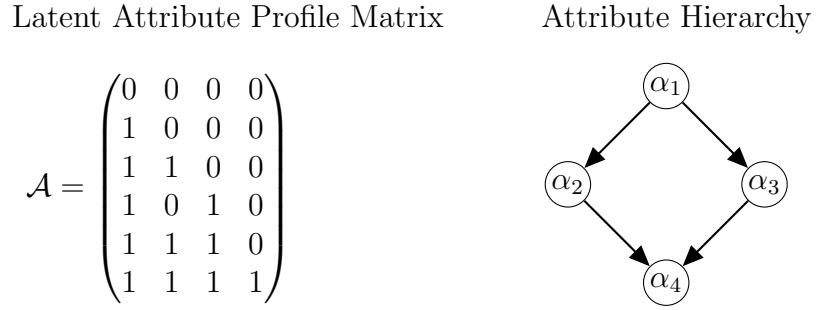 Latent Attribute Profile Matrix
Attribute Hierarchy
𝒜 =
0 0 0 0
1 0 0 0
1 1 0 0
1 0 1 0
1 1 1 0
1 1 1 1
α₁
α₂ α₃
α₄